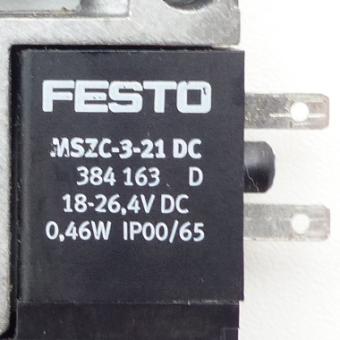 FESTO
MSZC-3-21 DC
384 163 D
18-26,4V DC
0,46W IP00/65